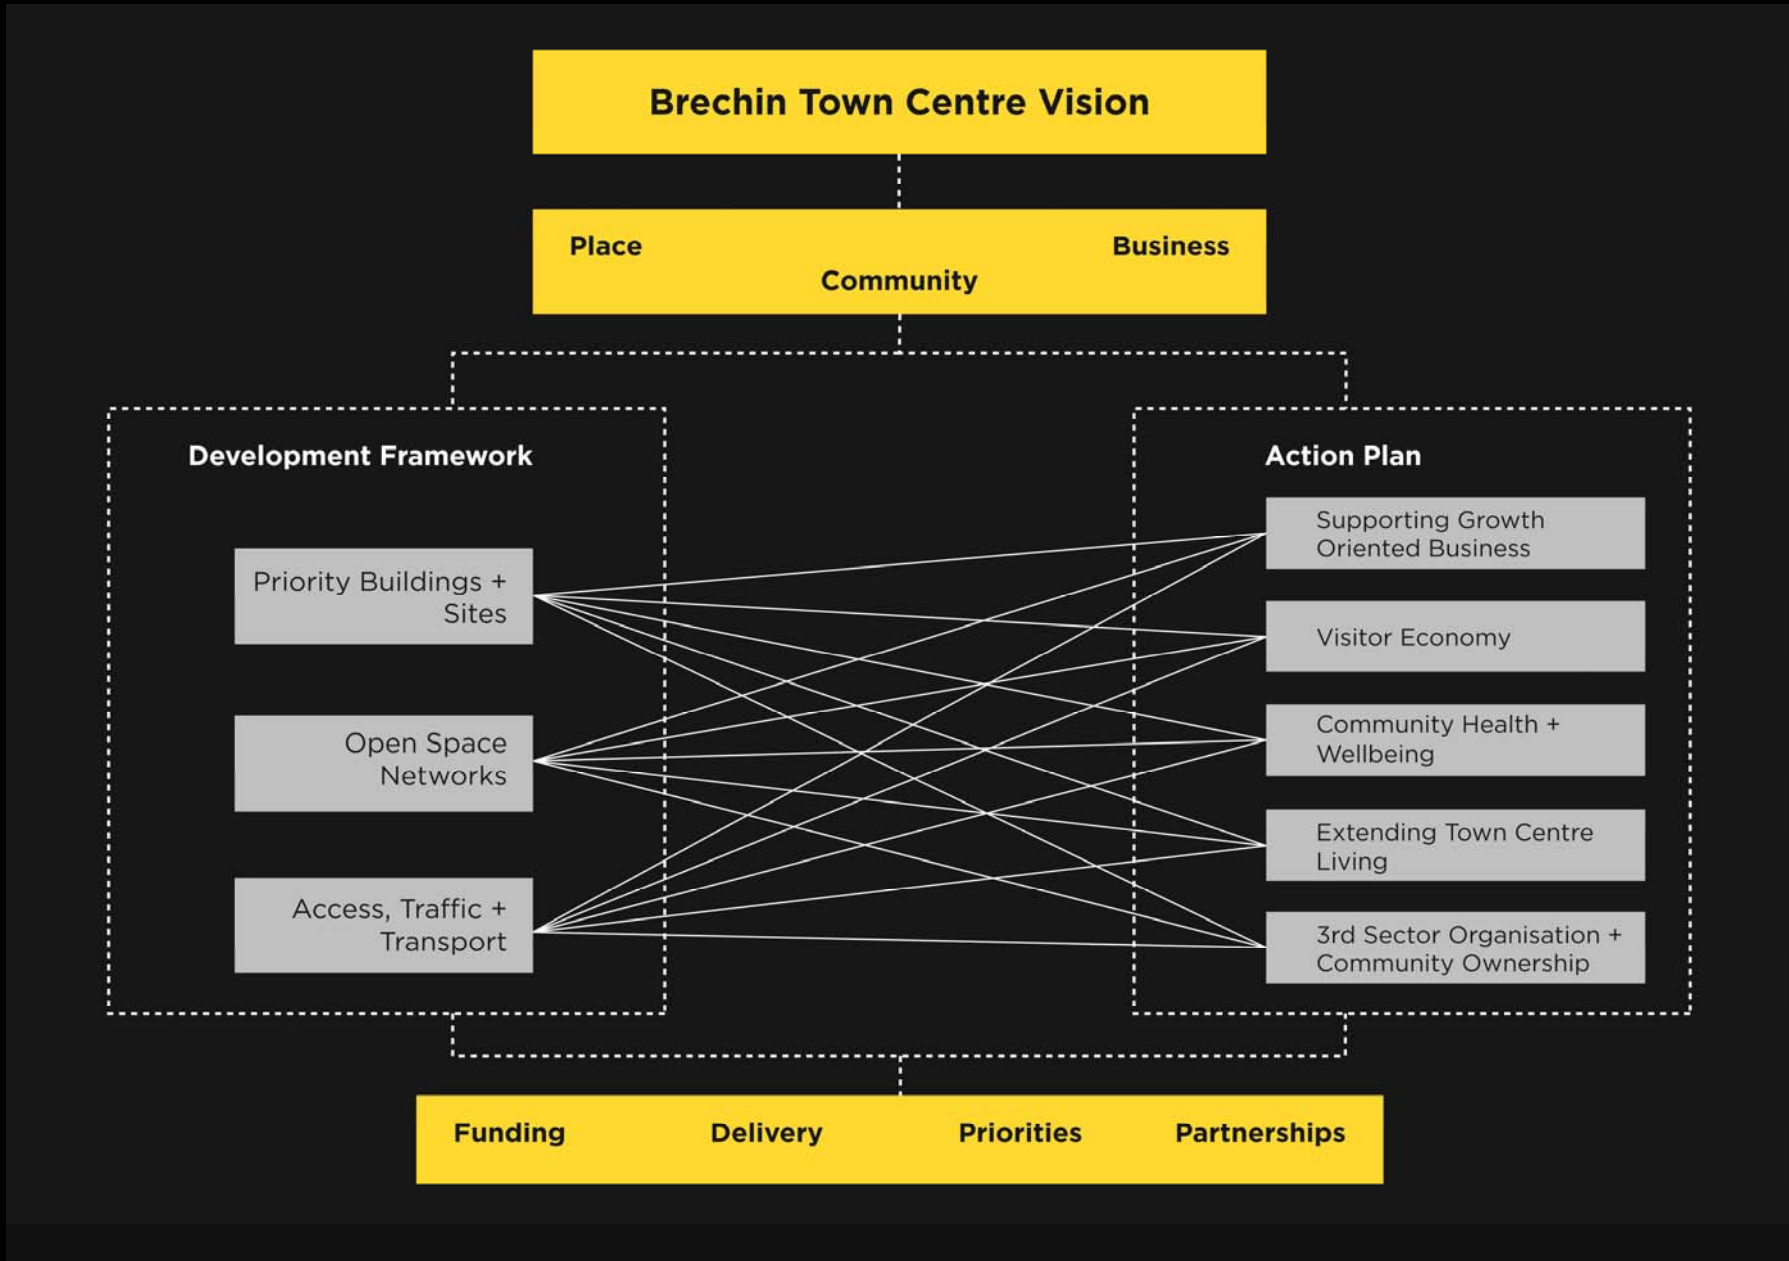 Brechin Town Centre Vision
Place
Business
Community
Development Framework
Priority Buildings +
Sites
Open Space
Networks
Access, Traffic +
Transport
Action Plan
Supporting Growth
Oriented Business
Visitor Economy
Community Health +
Wellbeing
Extending Town Centre
Living
3rd Sector Organisation +
Community Ownership
Funding
Delivery
Priorities
Partnerships